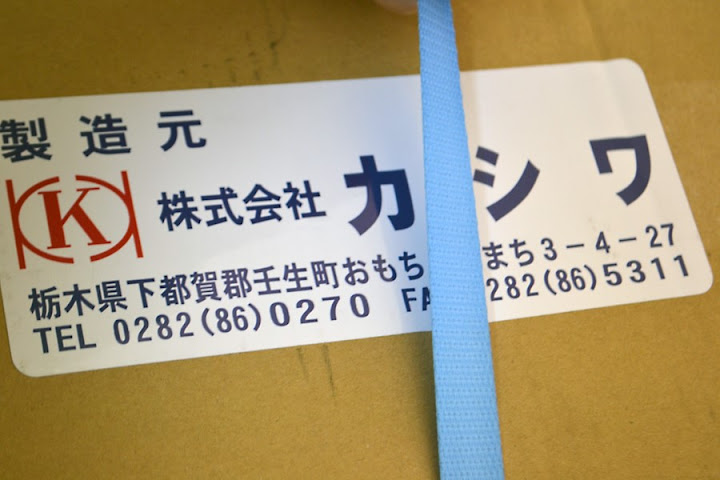 製造元
K 株式会社 カシワ
栃木県下都賀郡壬生町おもち まち3-4-27
TEL 0282(86)0270 FA 282(86)5311